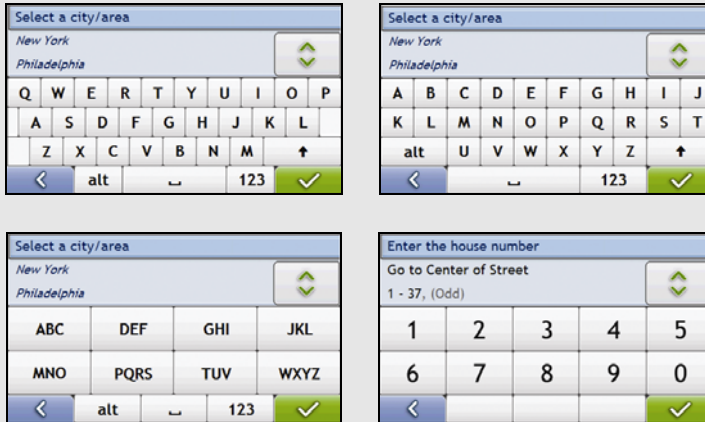 Select a city/area
New York
Philadelphia
Q W E R T Y U I O P
A S D F G H J K L
Z X C V B N M
alt 123
Select a city/area
New York
Philadelphia
A B C D E F G H I J
K L M N O P Q R S T
alt U V W X Y Z
123
Select a city/area
New York
Philadelphia
ABC DEF GHI JKL
MNO PQRS TUV WXYZ
alt 123
Enter the house number
Go to Center of Street
1 - 37, (Odd)
1 2 3 4 5
6 7 8 9 0